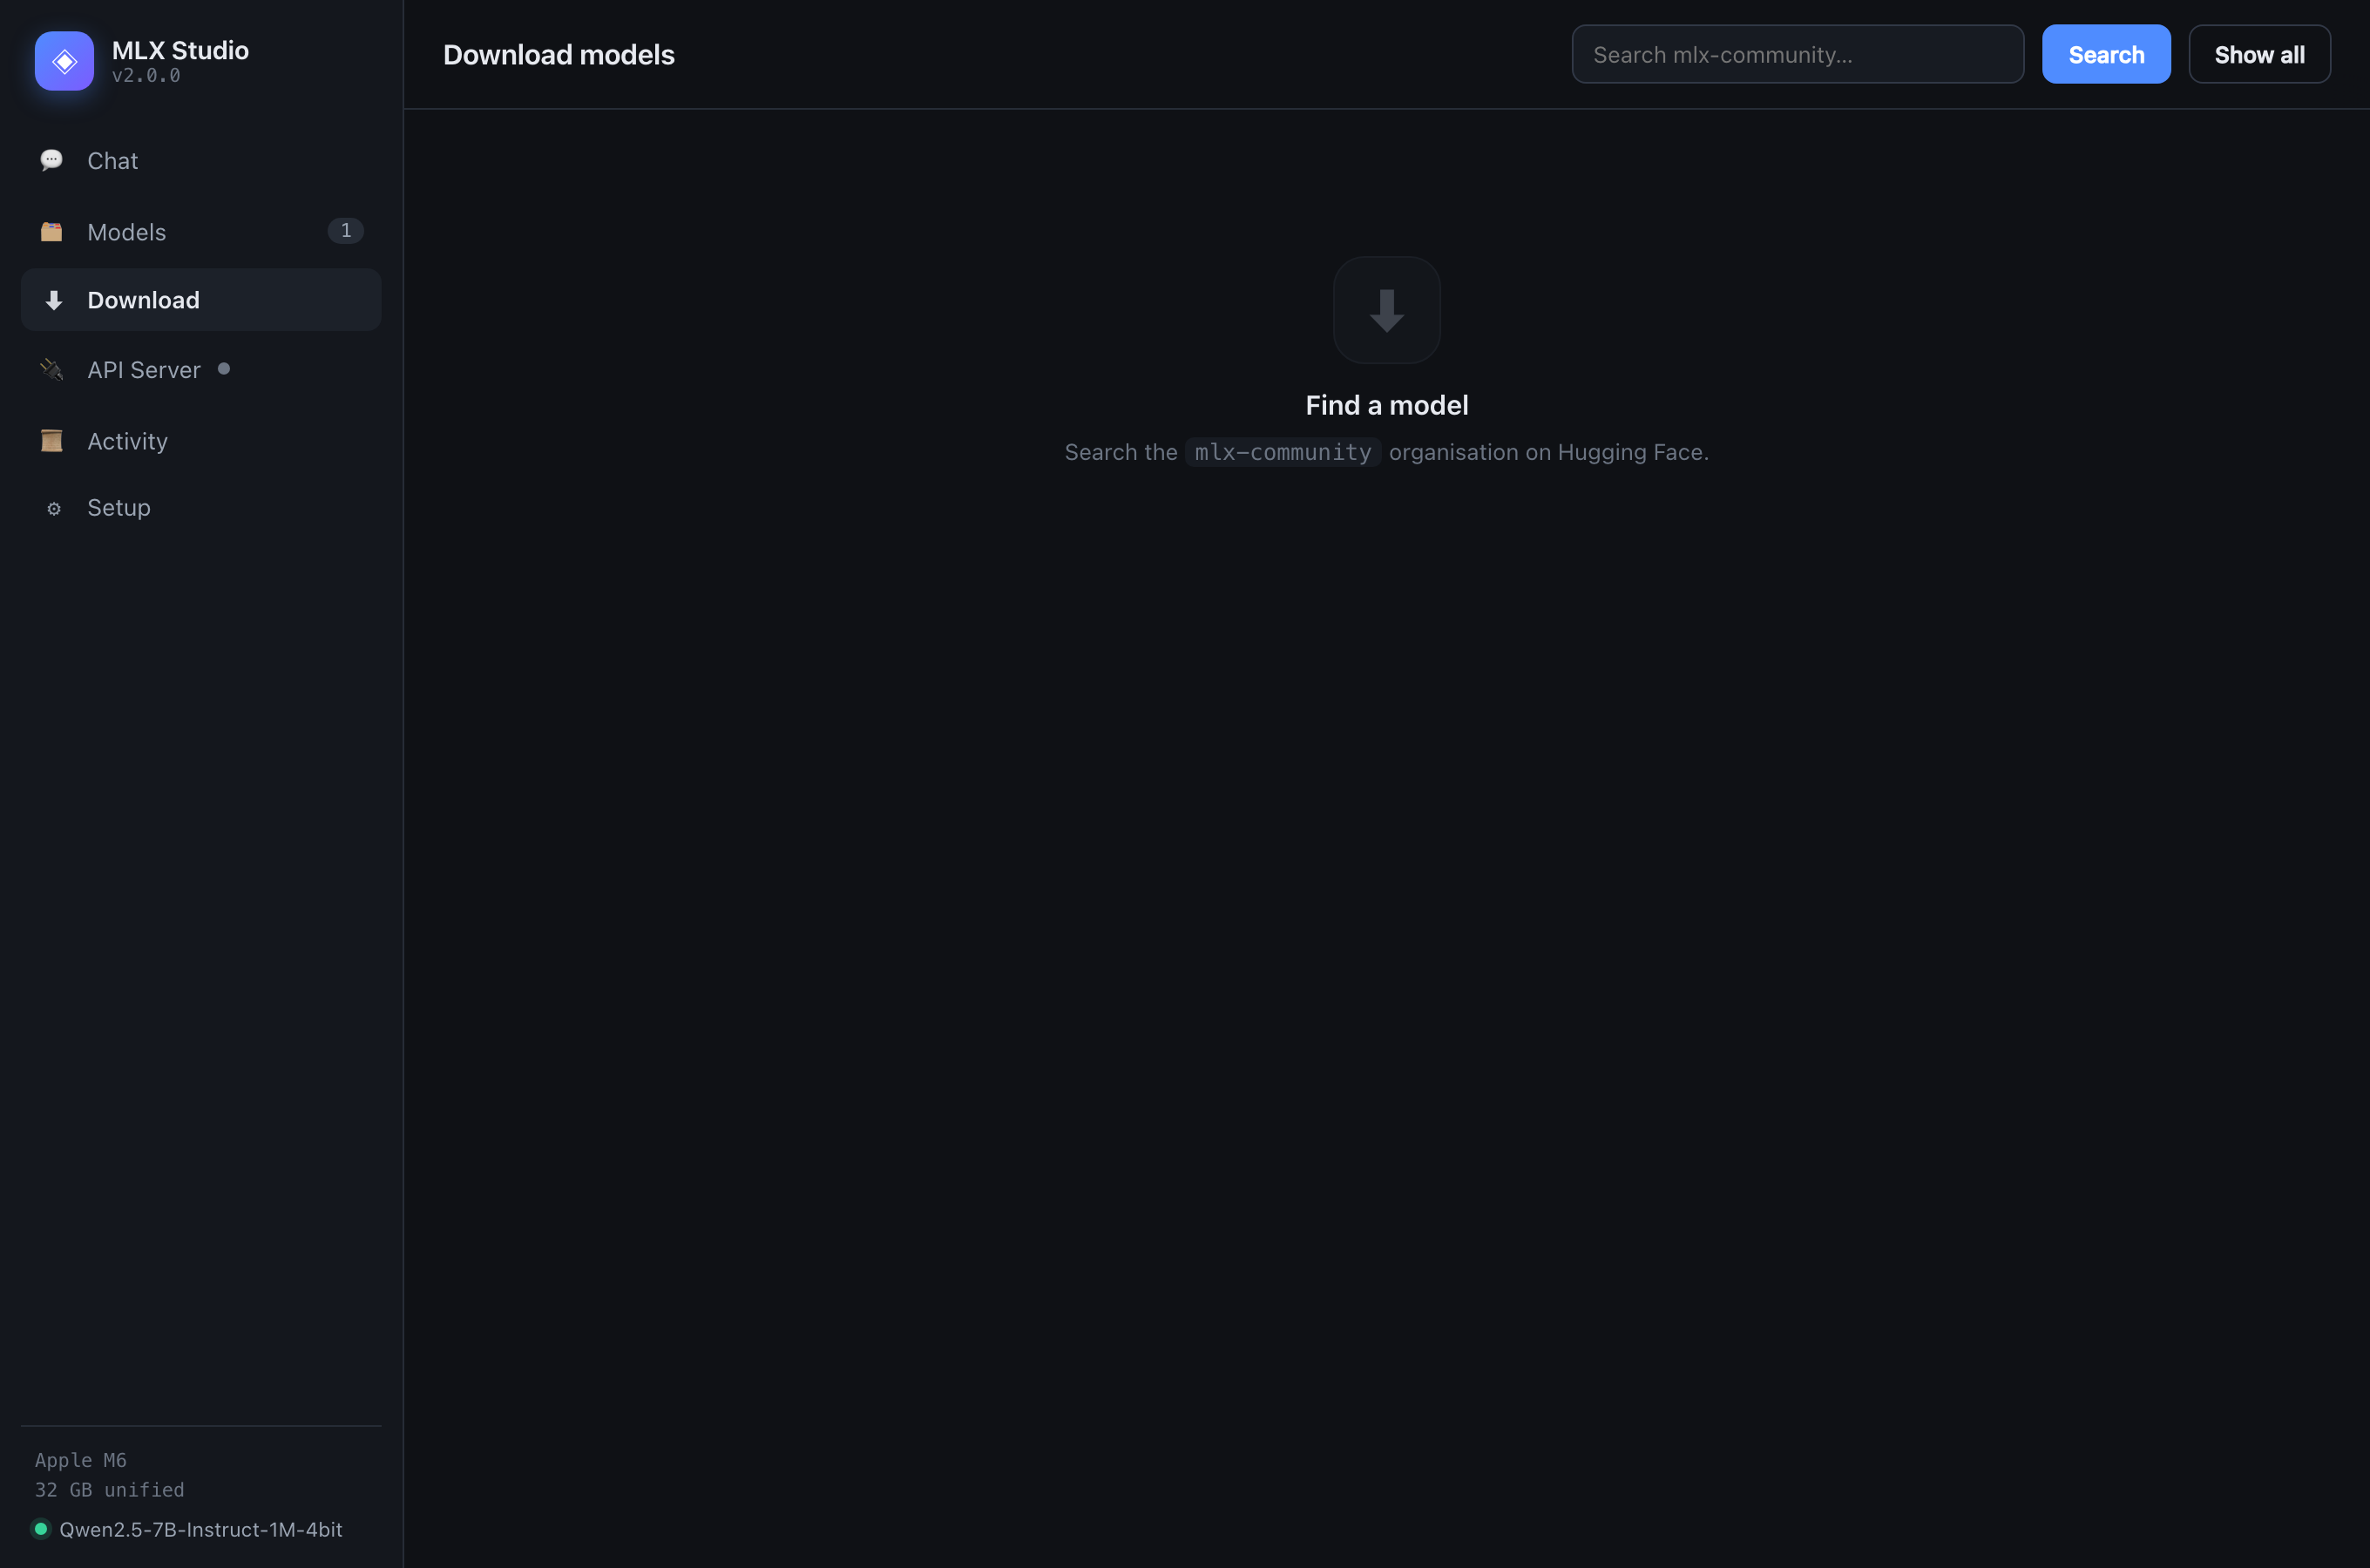 MLX Studio
v2.0.0
Chat
Models 1
Download
API Server
Activity
Setup
Apple M6
32 GB unified
Qwen2.5-7B-Instruct-1M-4bit
Download models
Search mlx-community…
Search
Show all
Find a model
Search the mlx-community organisation on Hugging Face.